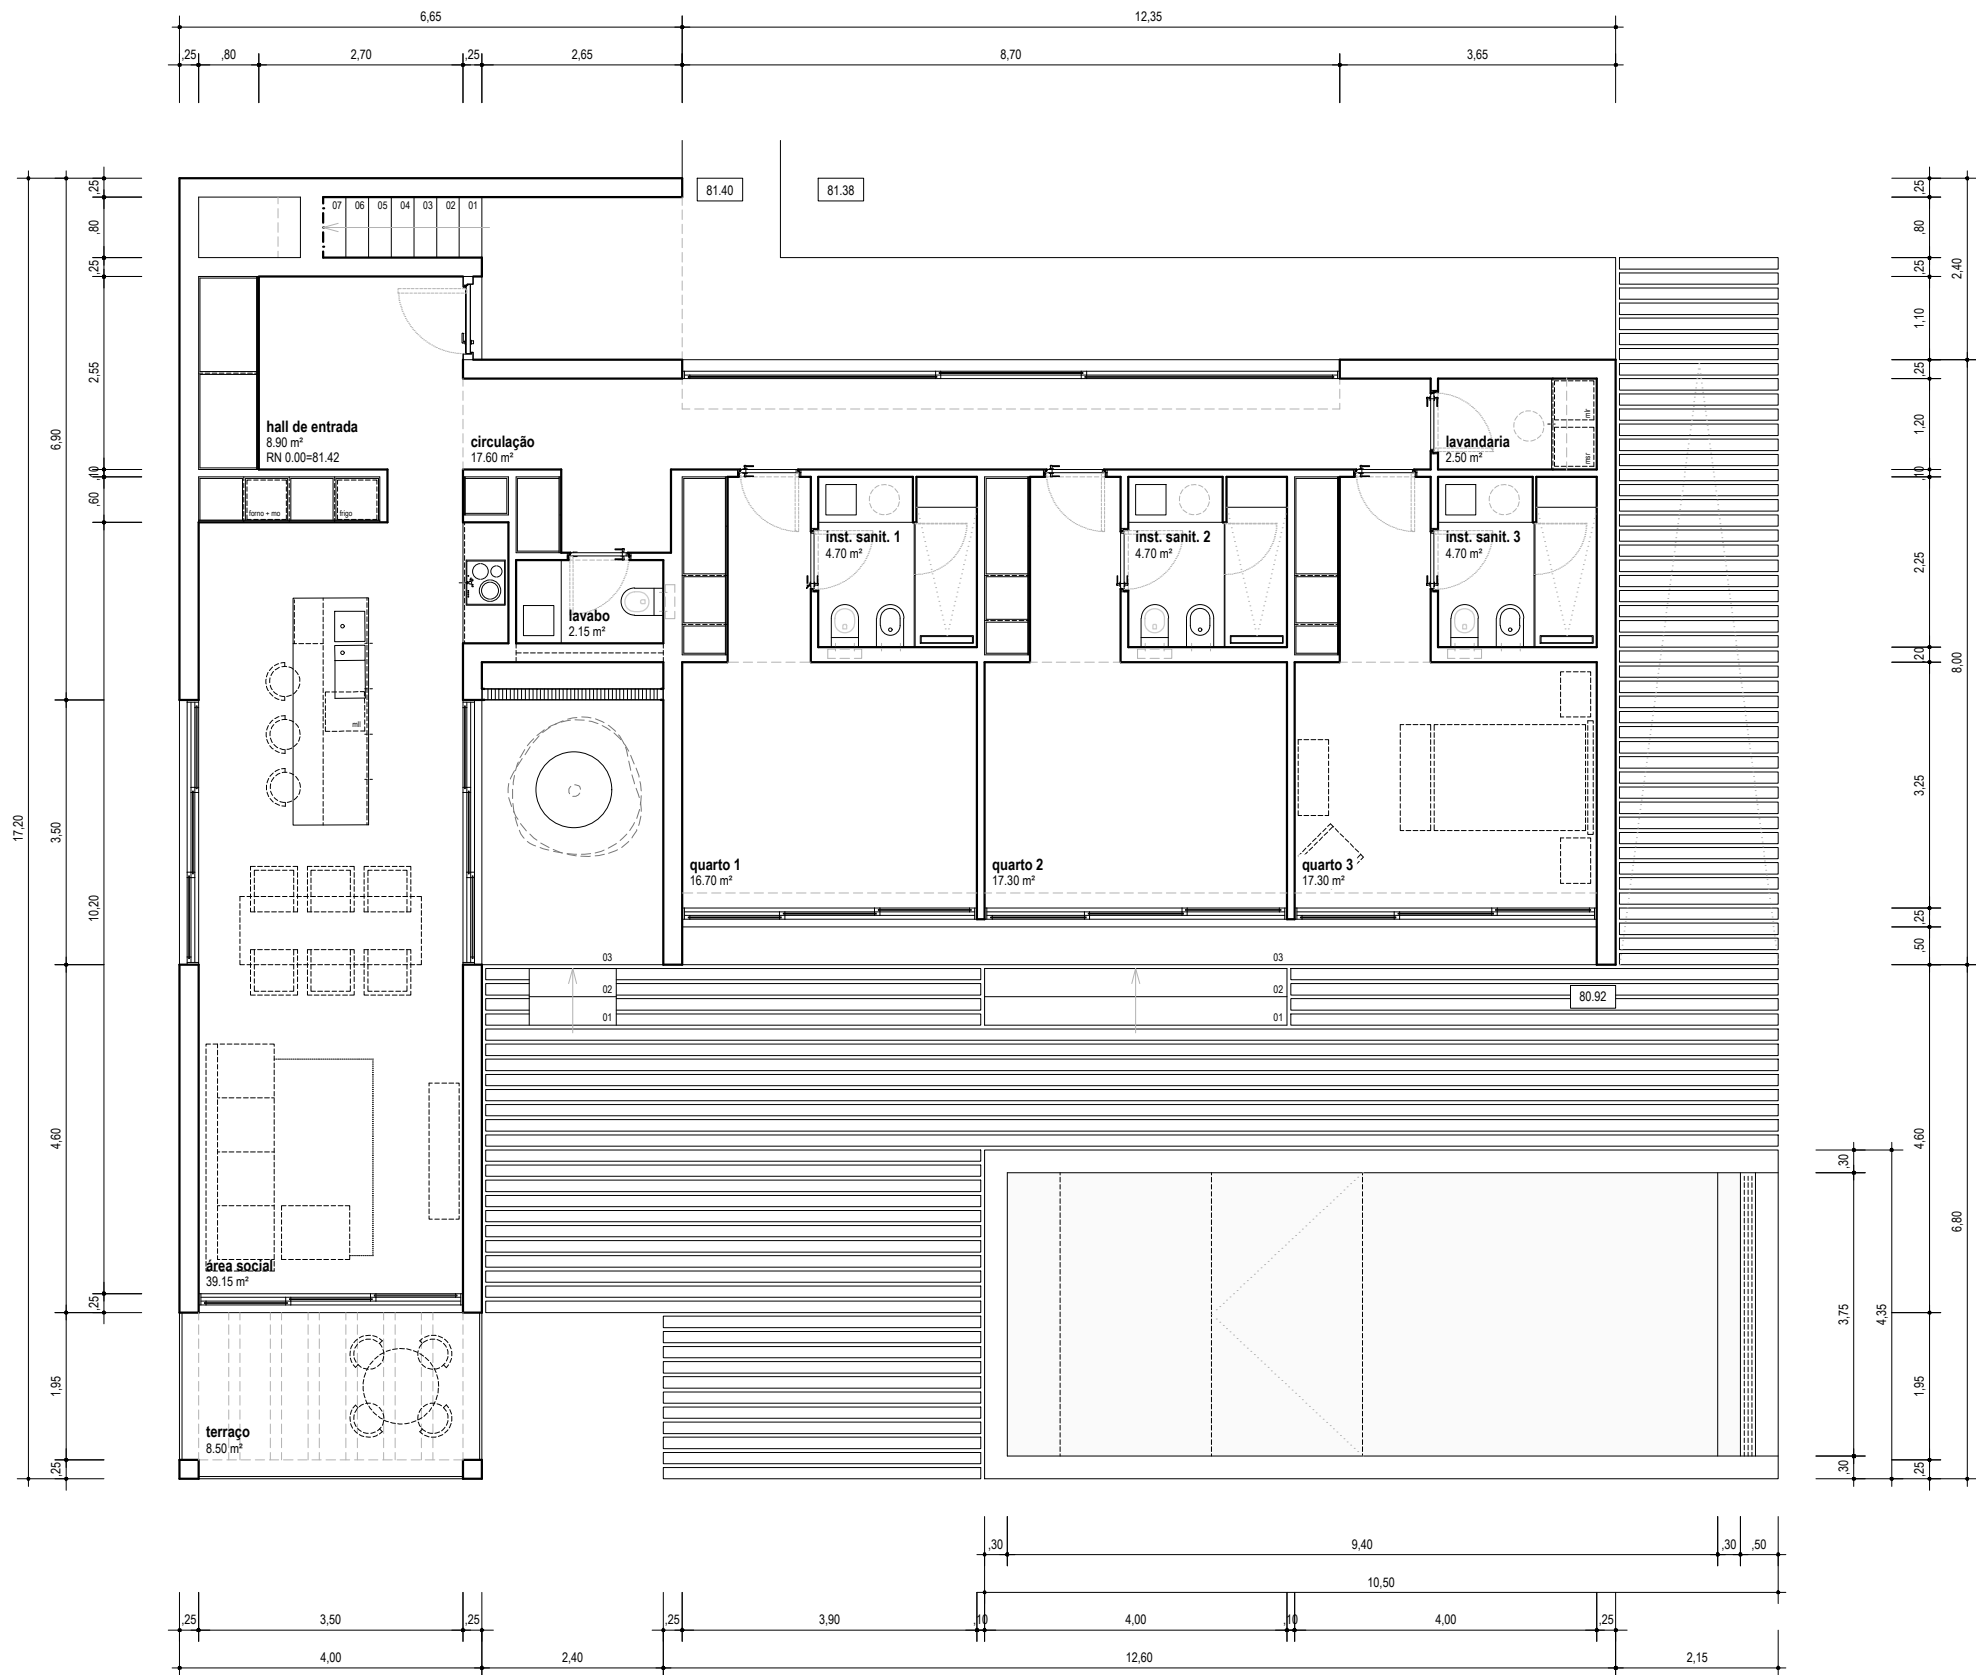 6,65
12,35
,25
,80
2,70
,25
2,65
8,70
3,65
81.40
81.38
07
06
05
04
03
02
01
hall de entrada
8.90 m²
RN 0.00=81.42
circulação
17.60 m²
lavandaria
2.50 m²
mlr
msr
forno + mo
frigo
inst. sanit. 1
4.70 m²
inst. sanit. 2
4.70 m²
inst. sanit. 3
4.70 m²
lavabo
2.15 m²
mll
quarto 1
16.70 m²
quarto 2
17.30 m²
quarto 3
17.30 m²
03
02
01
03
02
01
80.92
área social
39.15 m²
terraço
8.50 m²
17,20
6,90
3,50
4,60
1,95
,25
,25
,80
,25
2,55
,10
,60
10,20
,25
,25
,80
,25
1,10
,25
1,20
,10
2,25
,20
3,25
,25
,50
4,60
1,95
,25
2,40
8,00
6,80
,30
3,75
,30
4,35
,30
9,40
,30
,50
10,50
,25
3,50
,25
,25
3,90
,10
4,00
,10
4,00
,25
4,00
2,40
12,60
2,15